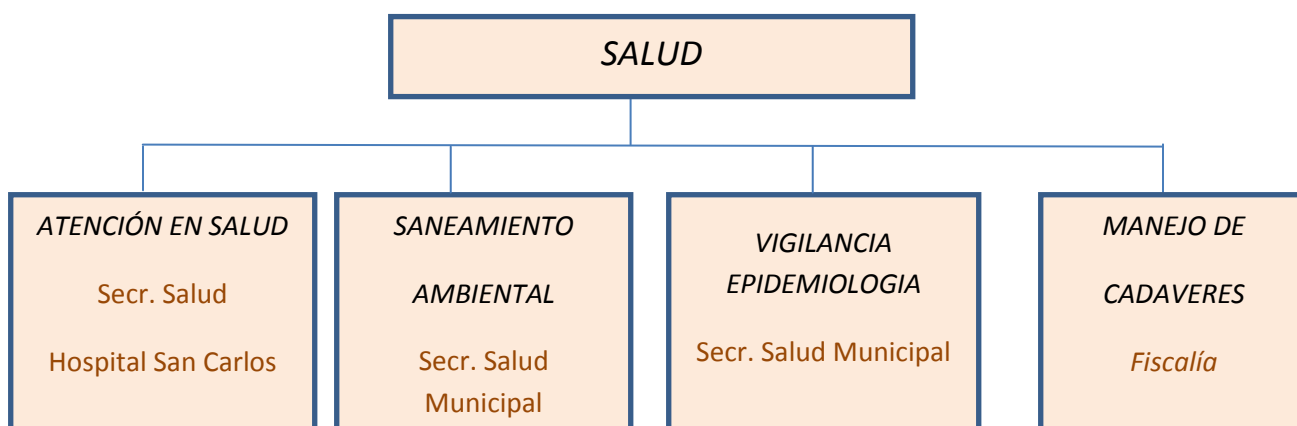 SALUD
ATENCIÓN EN SALUD
Secr. Salud
Hospital San Carlos
SANEAMIENTO
AMBIENTAL
Secr. Salud
Municipal
VIGILANCIA
EPIDEMIOLOGIA
Secr. Salud Municipal
MANEJO DE
CADAVERES
Fiscalía